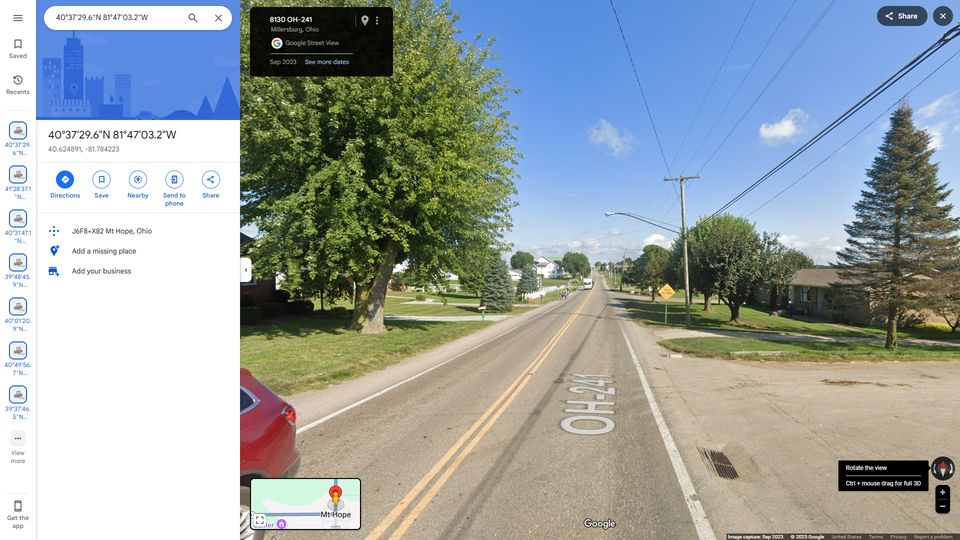 40°37'29.6"N 81°47'03.2"W
Saved
Recents
40°37'29.
6"N...
41°28'37.1
"N...
40°31'47.1
"N...
39°48'45.
9"N...
40°01'20.
9"N...
40°49'56.
7"N...
39°37'46.
5"N...
View
more
Get the
app
40°37'29.6"N 81°47'03.2"W
40.624891, -81.784223
Directions
Save
Nearby
Send to
phone
Share
J6F8+X82 Mt Hope, Ohio
Add a missing place
Add your business
8130 OH-241
Millersburg, Ohio
Google Street View
Sep 2023 See more dates
Share
OH-241
Mt Hope
Google
Rotate the view
Ctrl + mouse drag for full 3D
Image capture: Sep 2023 © 2023 Google United States Terms Privacy Report a problem